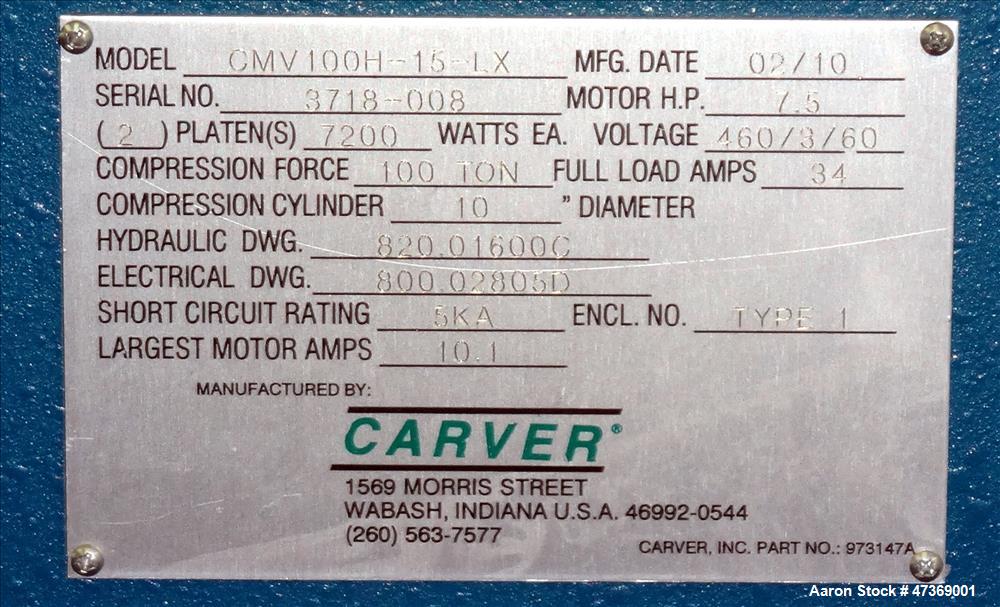 MODEL CMV100H-15-LX MFG. DATE 02/10
SERIAL NO. 3718-008 MOTOR H.P. 7.5
( 2 ) PLATEN(S) 7200 WATTS EA. VOLTAGE 460/3/60
COMPRESSION FORCE 100 TON FULL LOAD AMPS 34
COMPRESSION CYLINDER 10 " DIAMETER
HYDRAULIC DWG. 820.01600C
ELECTRICAL DWG. 800.02805D
SHORT CIRCUIT RATING 5KA ENCL. NO. TYPE 1
LARGEST MOTOR AMPS 10.1
MANUFACTURED BY:
CARVER®
1569 MORRIS STREET
WABASH, INDIANA U.S.A. 46992-0544
(260) 563-7577
CARVER, INC. PART NO.: 973147A
Aaron Stock # 47369001